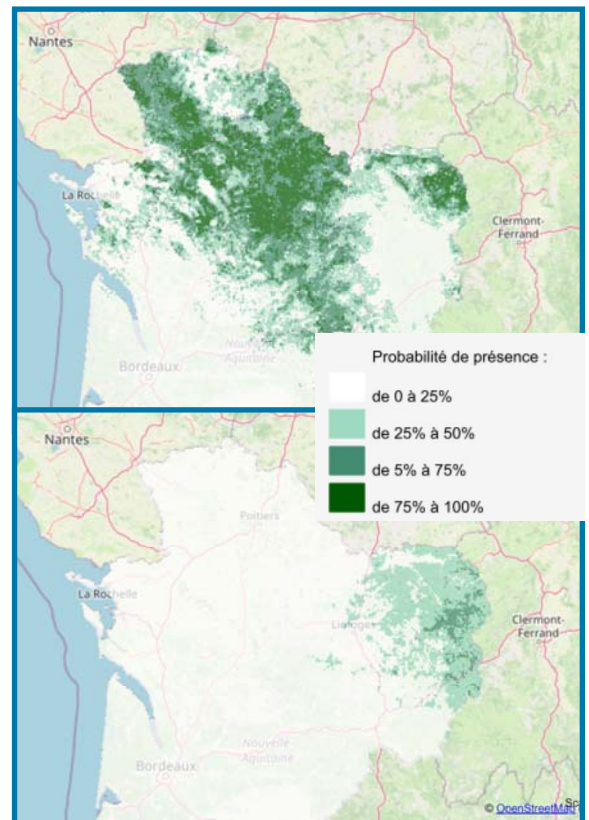 Nantes
La Rochelle
Clermont-
Ferrand
Nouvelle
Aquitaine
Bordeaux
Probabilité de présence :
de 0 à 25%
de 25% à 50%
de 5% à 75%
de 75% à 100%
Nantes
Poitiers
La Rochelle
Limoges
Clermont-
Ferrand
Nouvelle
Aquitaine
Bordeaux
© OpenStreetMap